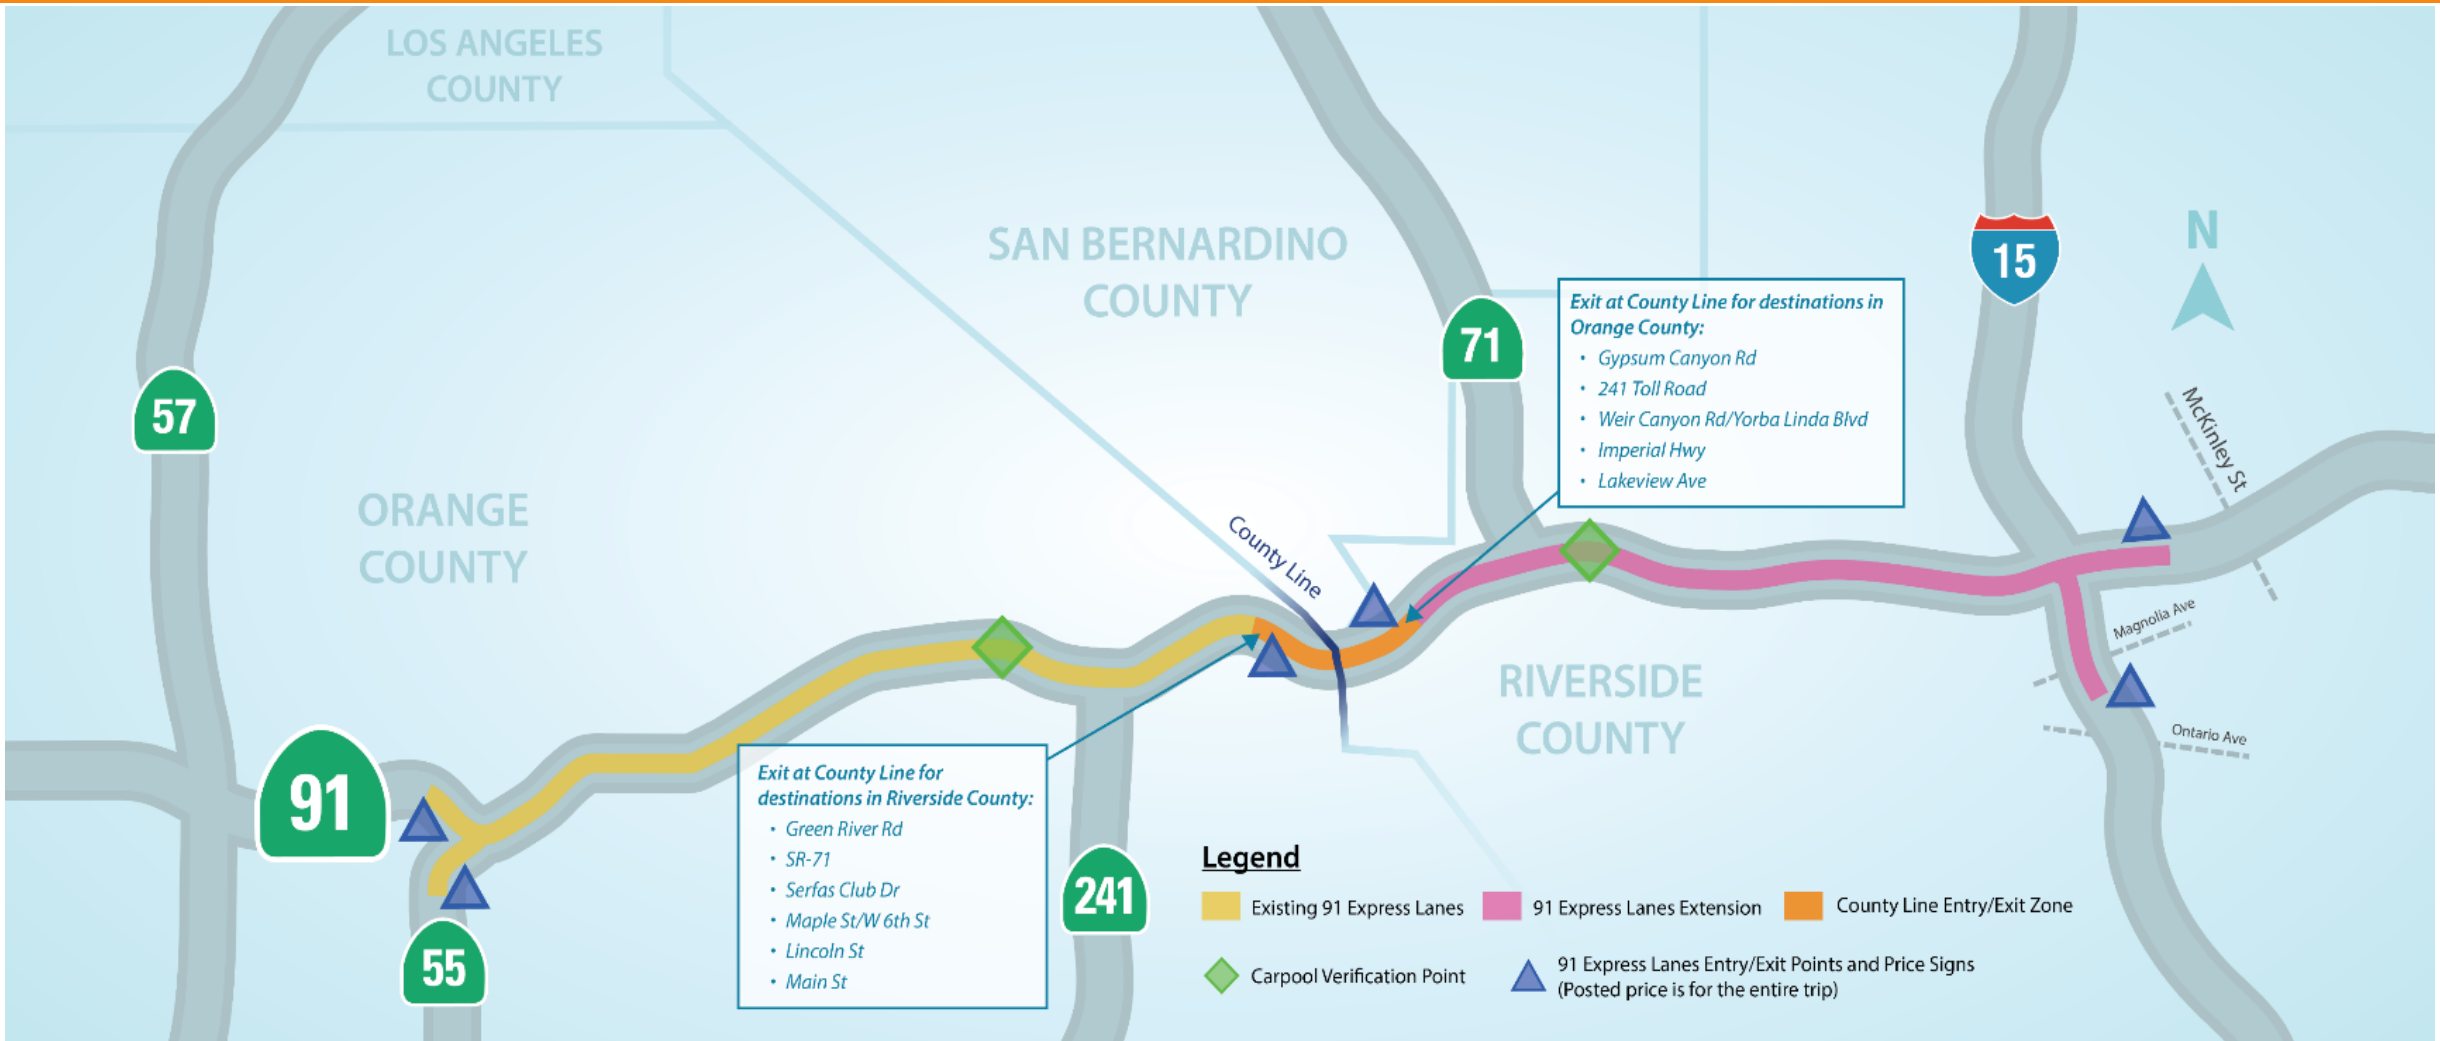 LOS ANGELES
COUNTY
SAN BERNARDINO
COUNTY
N
15
71
Exit at County Line for destinations in
Orange County:
• Gypsum Canyon Rd
• 241 Toll Road
• Weir Canyon Rd/Yorba Linda Blvd
• Imperial Hwy
• Lakeview Ave
57
McKinley St
ORANGE
COUNTY
County Line
Magnolia Ave
RIVERSIDE
COUNTY
Ontario Ave
91
Exit at County Line for
destinations in Riverside County:
• Green River Rd
• SR-71
• Serfas Club Dr
• Maple St/W 6th St
• Lincoln St
• Main St
241
55
Legend
Existing 91 Express Lanes
91 Express Lanes Extension
County Line Entry/Exit Zone
Carpool Verification Point
91 Express Lanes Entry/Exit Points and Price Signs
(Posted price is for the entire trip)